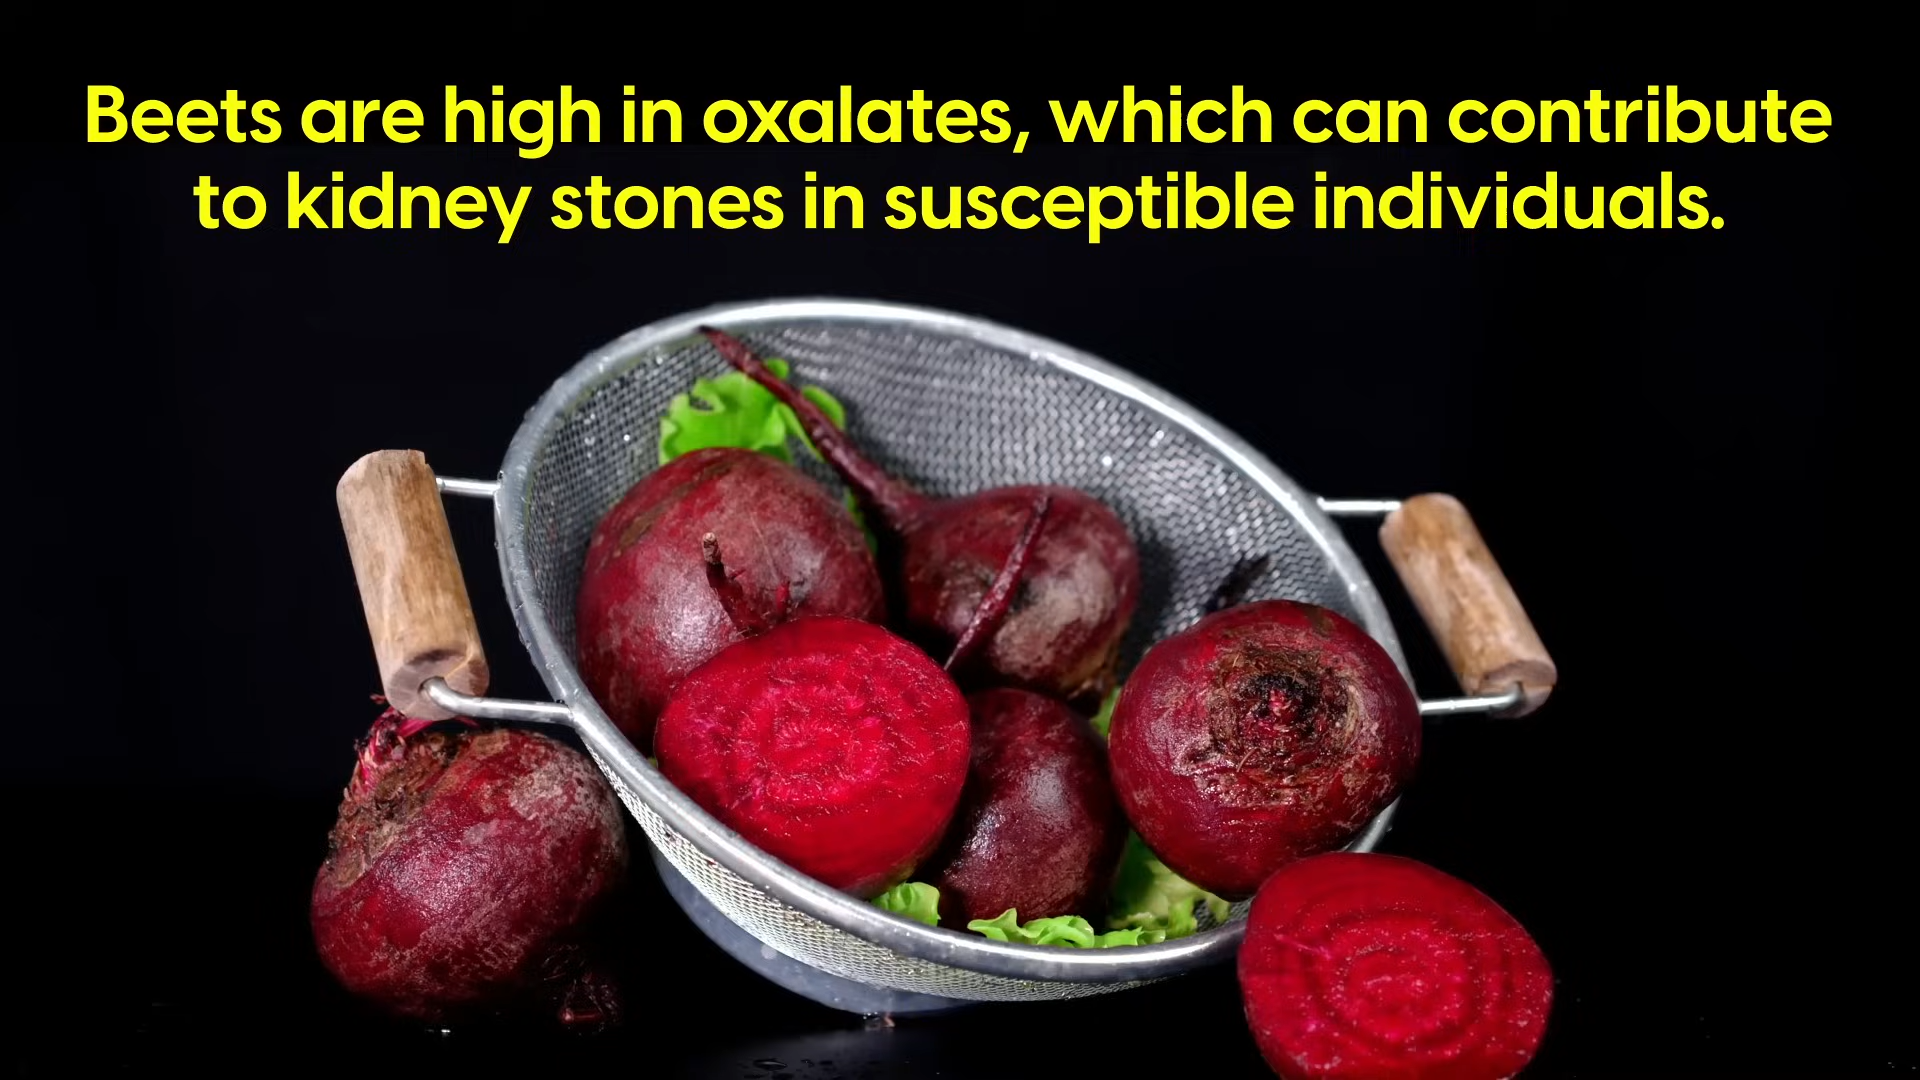 Beets are high in oxalates, which can contribute
to kidney stones in susceptible individuals.